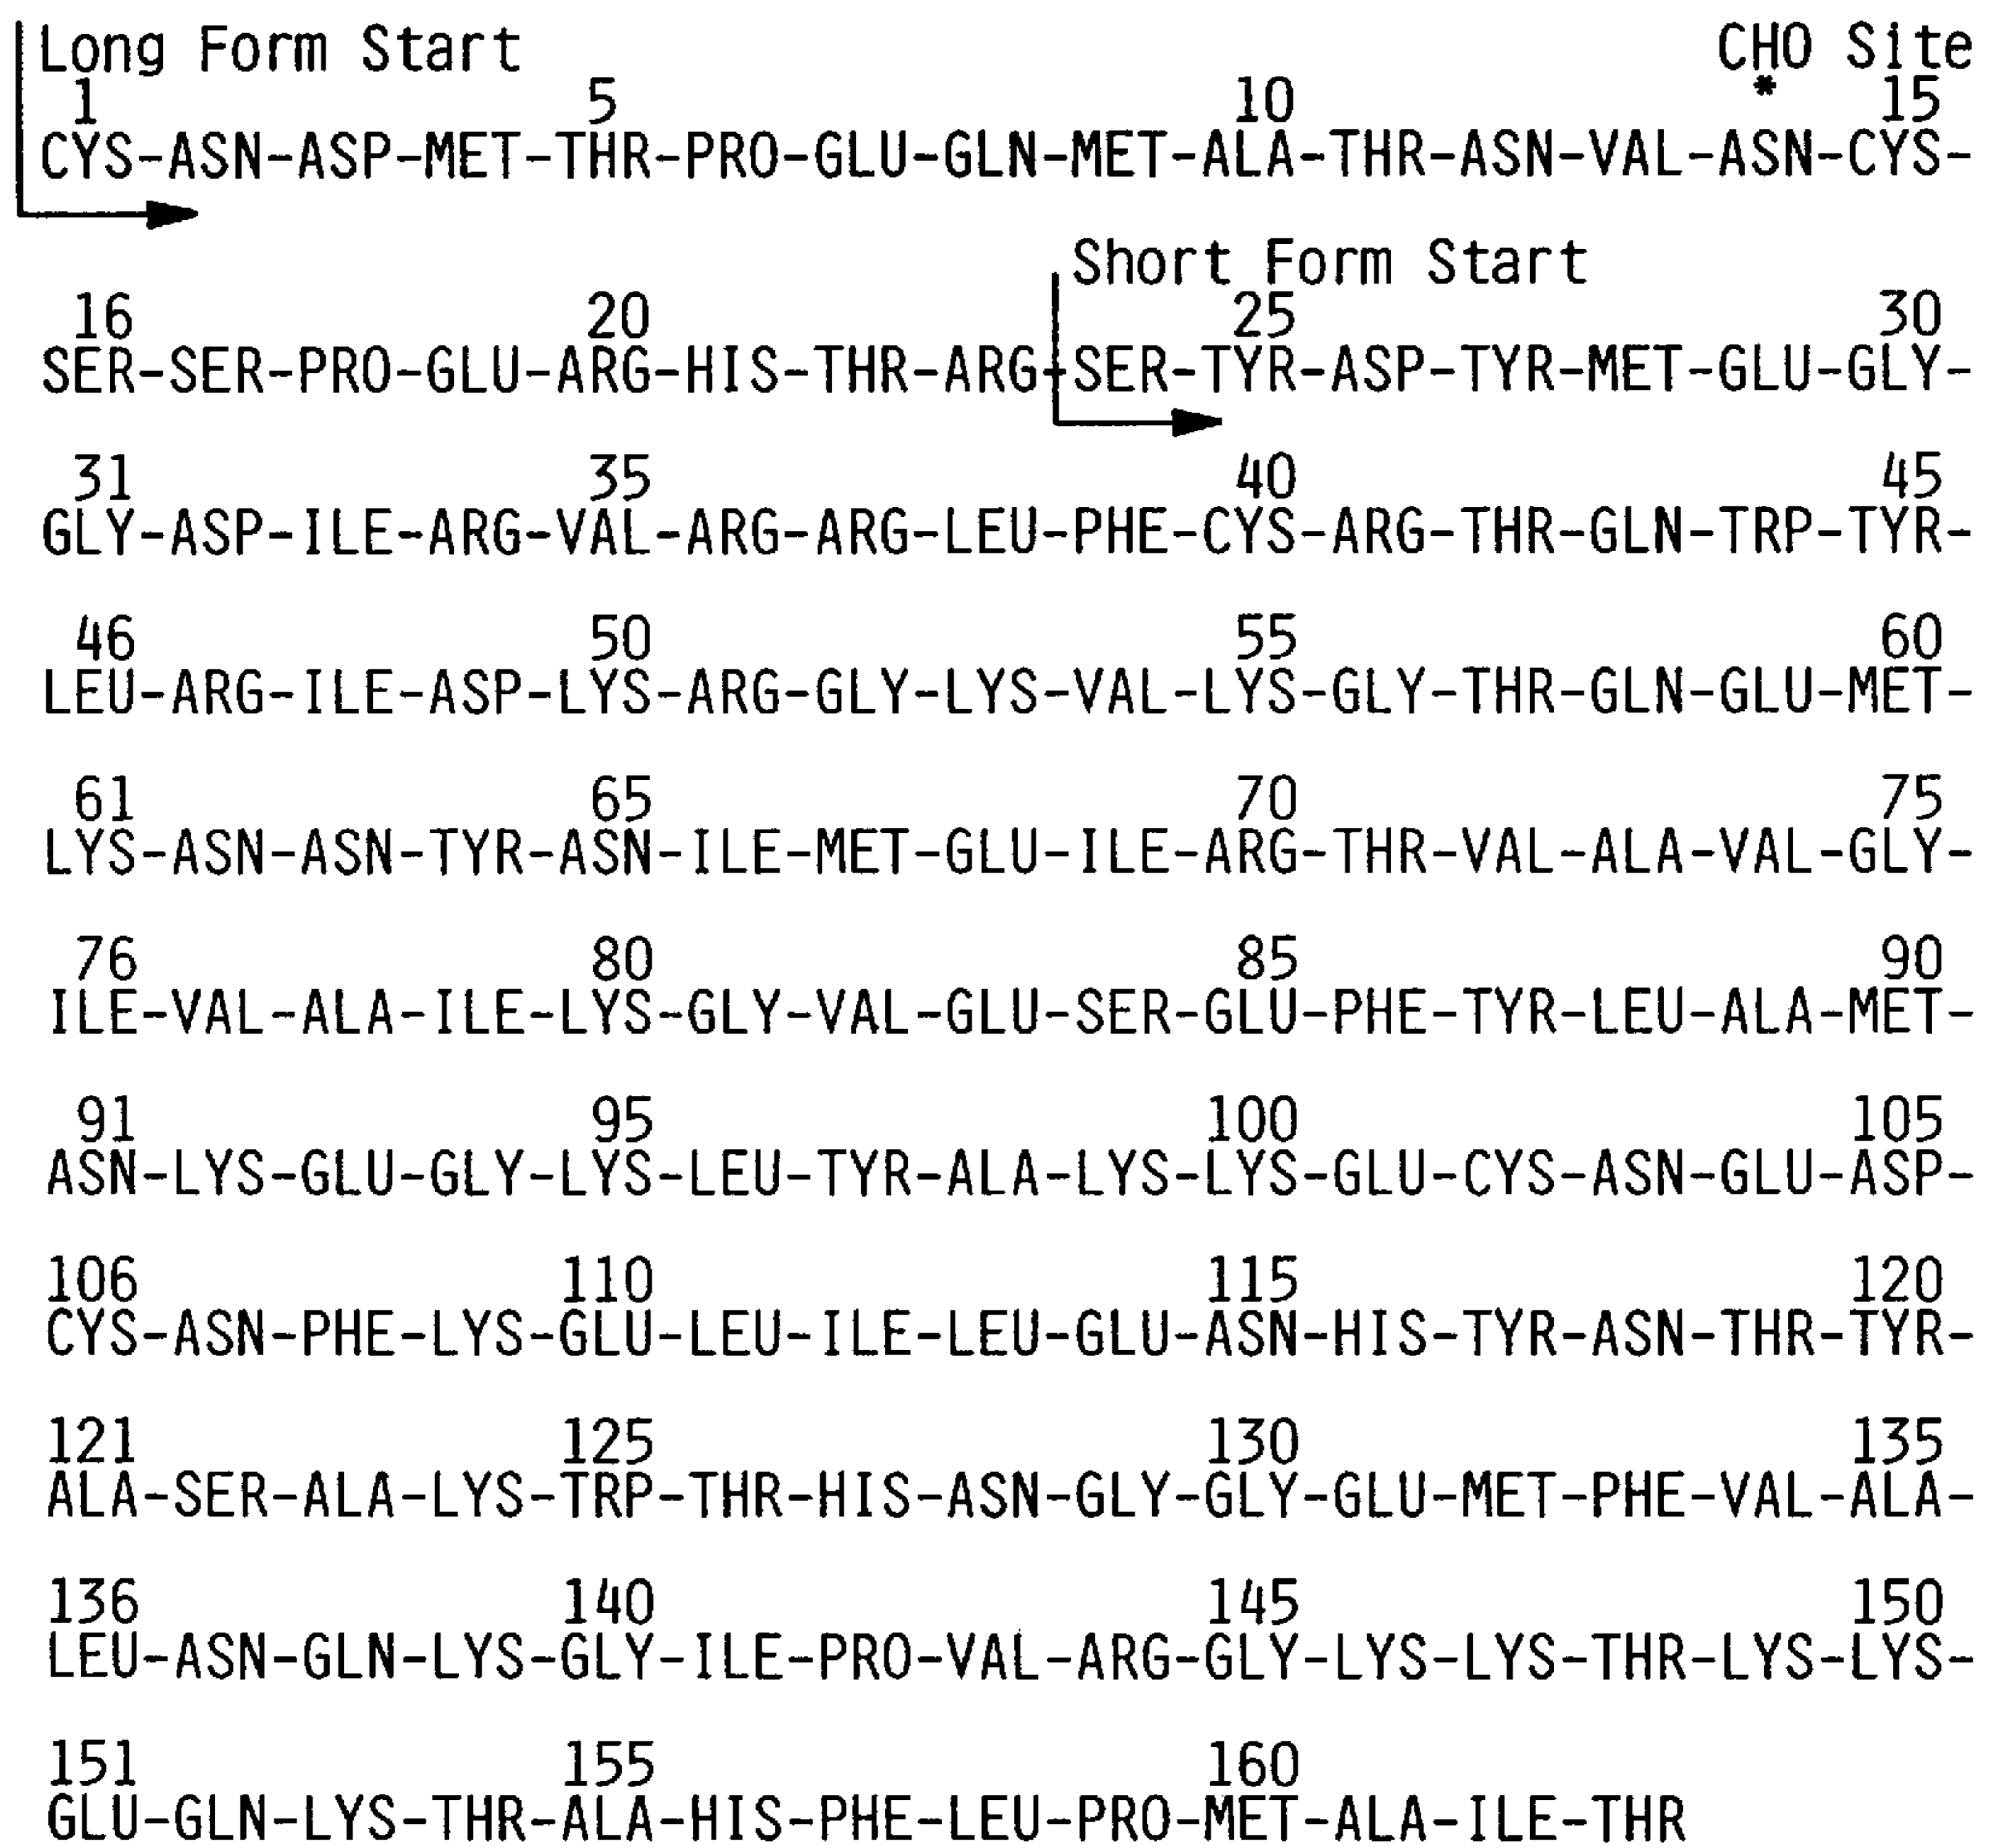 Long Form Start CHO Site
1 5 10 * 15
CYS-ASN-ASP-MET-THR-PRO-GLU-GLN-MET-ALA-THR-ASN-VAL-ASN-CYS-
Short Form Start
16 20 25 30
SER-SER-PRO-GLU-ARG-HIS-THR-ARG-SER-TYR-ASP-TYR-MET-GLU-GLY-
31 35 40 45
GLY-ASP-ILE-ARG-VAL-ARG-ARG-LEU-PHE-CYS-ARG-THR-GLN-TRP-TYR-
46 50 55 60
LEU-ARG-ILE-ASP-LYS-ARG-GLY-LYS-VAL-LYS-GLY-THR-GLN-GLU-MET-
61 65 70 75
LYS-ASN-ASN-TYR-ASN-ILE-MET-GLU-ILE-ARG-THR-VAL-ALA-VAL-GLY-
76 80 85 90
ILE-VAL-ALA-ILE-LYS-GLY-VAL-GLU-SER-GLU-PHE-TYR-LEU-ALA-MET-
91 95 100 105
ASN-LYS-GLU-GLY-LYS-LEU-TYR-ALA-LYS-LYS-GLU-CYS-ASN-GLU-ASP-
106 110 115 120
CYS-ASN-PHE-LYS-GLU-LEU-ILE-LEU-GLU-ASN-HIS-TYR-ASN-THR-TYR-
121 125 130 135
ALA-SER-ALA-LYS-TRP-THR-HIS-ASN-GLY-GLY-GLU-MET-PHE-VAL-ALA-
136 140 145 150
LEU-ASN-GLN-LYS-GLY-ILE-PRO-VAL-ARG-GLY-LYS-LYS-THR-LYS-LYS-
151 155 160
GLU-GLN-LYS-THR-ALA-HIS-PHE-LEU-PRO-MET-ALA-ILE-THR